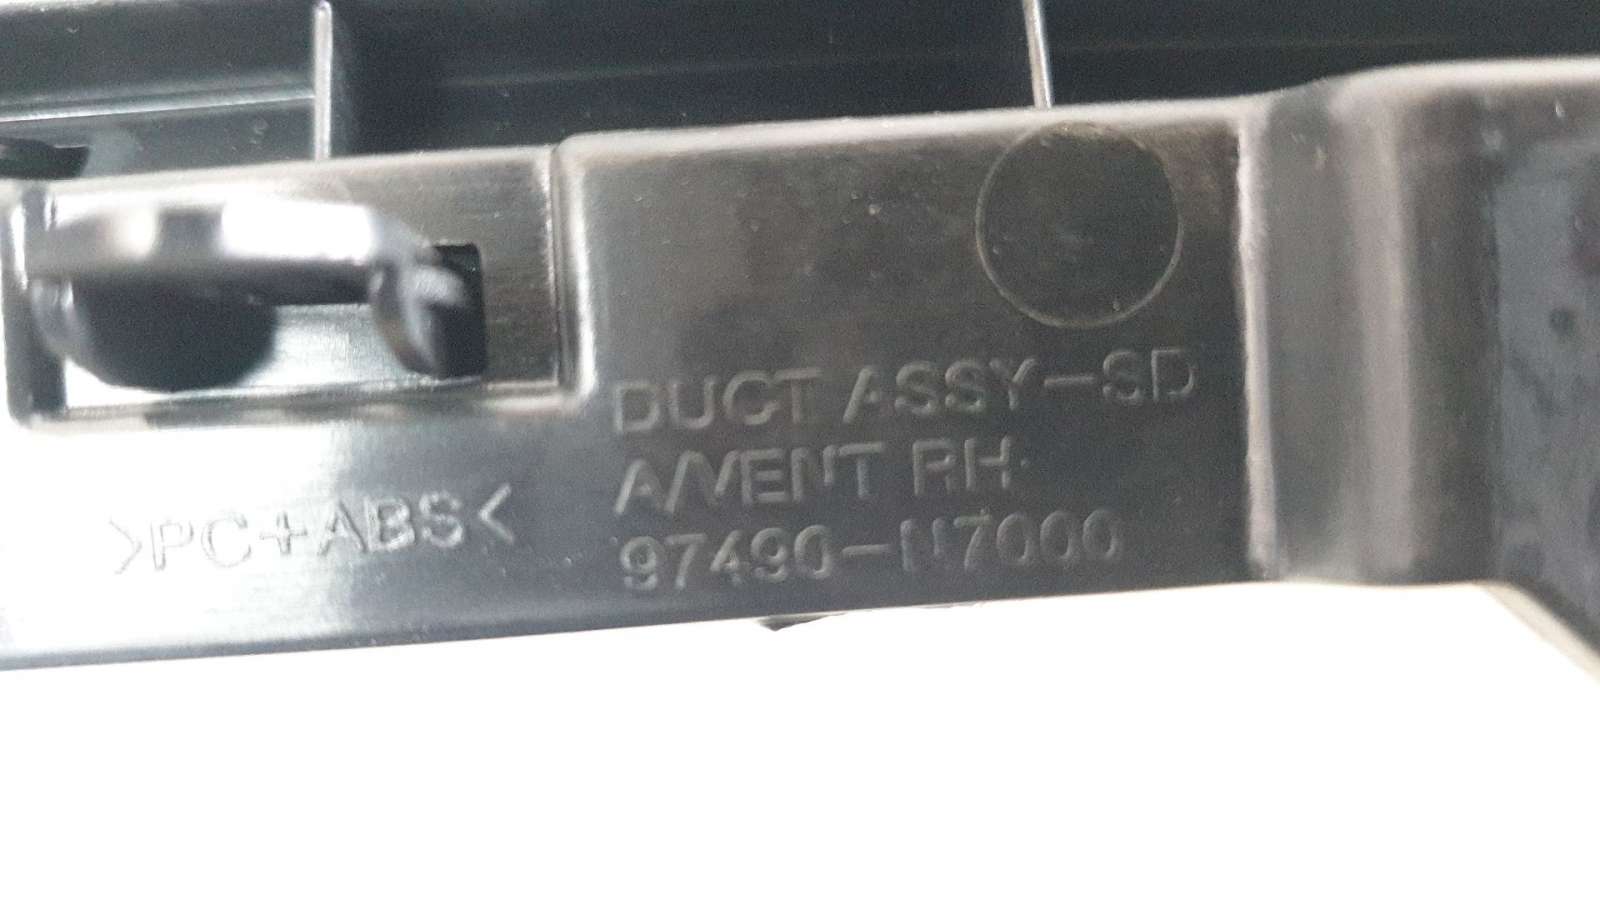 DUCT ASSY-SD
A/VENT RH
97490-N7000
>PC+ABS<